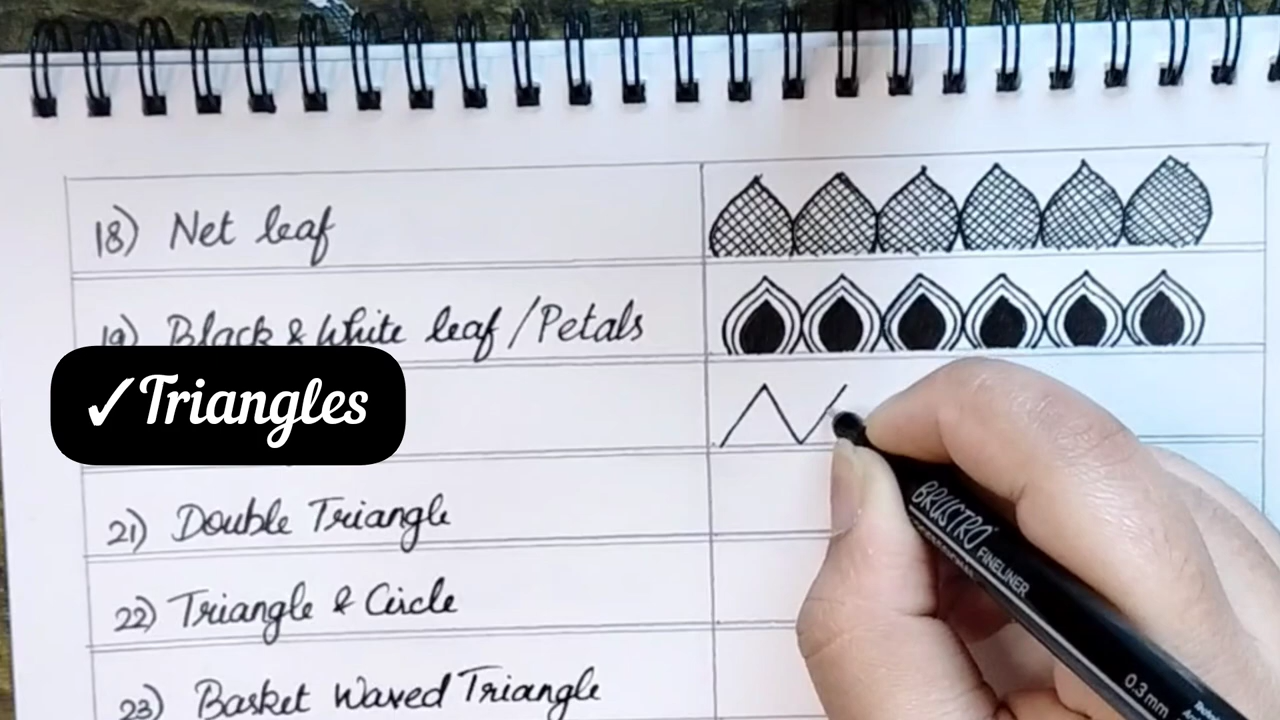 18) Net leaf
19) Black & White leaf / Petals
✓Triangles
21) Double Triangle
22) Triangle & Circle
23) Basket Waved Triangle
BRUSTRO
FINELINER
0.3 mm